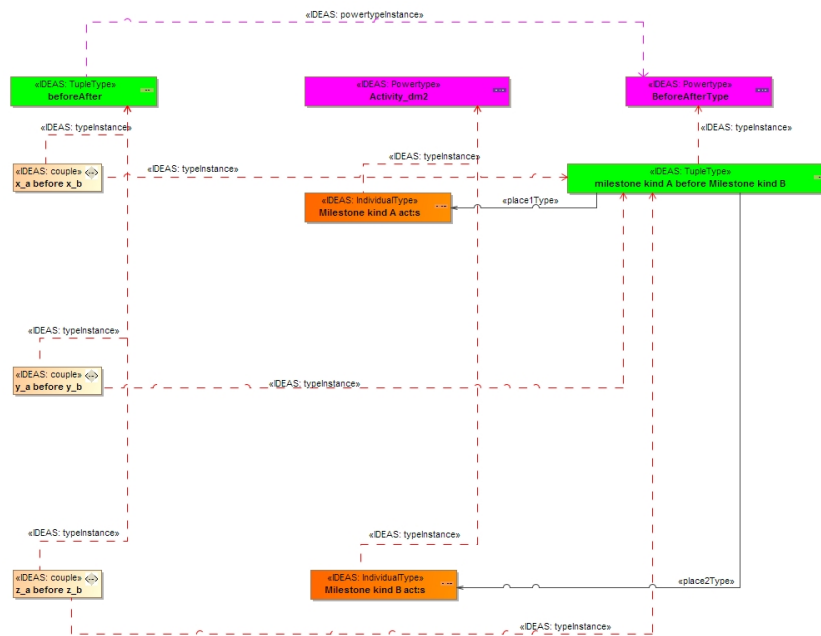 «IDEAS: powertypeInstance»
«IDEAS: TupleType»
beforeAfter
«IDEAS: Powertype»
Activity_dm2
«IDEAS: Powertype»
BeforeAfterType
«IDEAS: typeInstance»
«IDEAS: typeInstance»
«IDEAS: typeInstance»
«IDEAS: couple»
x_a before x_b
«IDEAS: typeInstance»
«IDEAS: TupleType»
milestone kind A before Milestone kind B
«IDEAS: IndividualType»
Milestone kind A act:s
«place1Type»
«IDEAS: typeInstance»
«IDEAS: couple»
y_a before y_b
«IDEAS: typeInstance»
«IDEAS: typeInstance»
«IDEAS: typeInstance»
«IDEAS: couple»
z_a before z_b
«IDEAS: IndividualType»
Milestone kind B act:s
«place2Type»
«IDEAS: typeInstance»